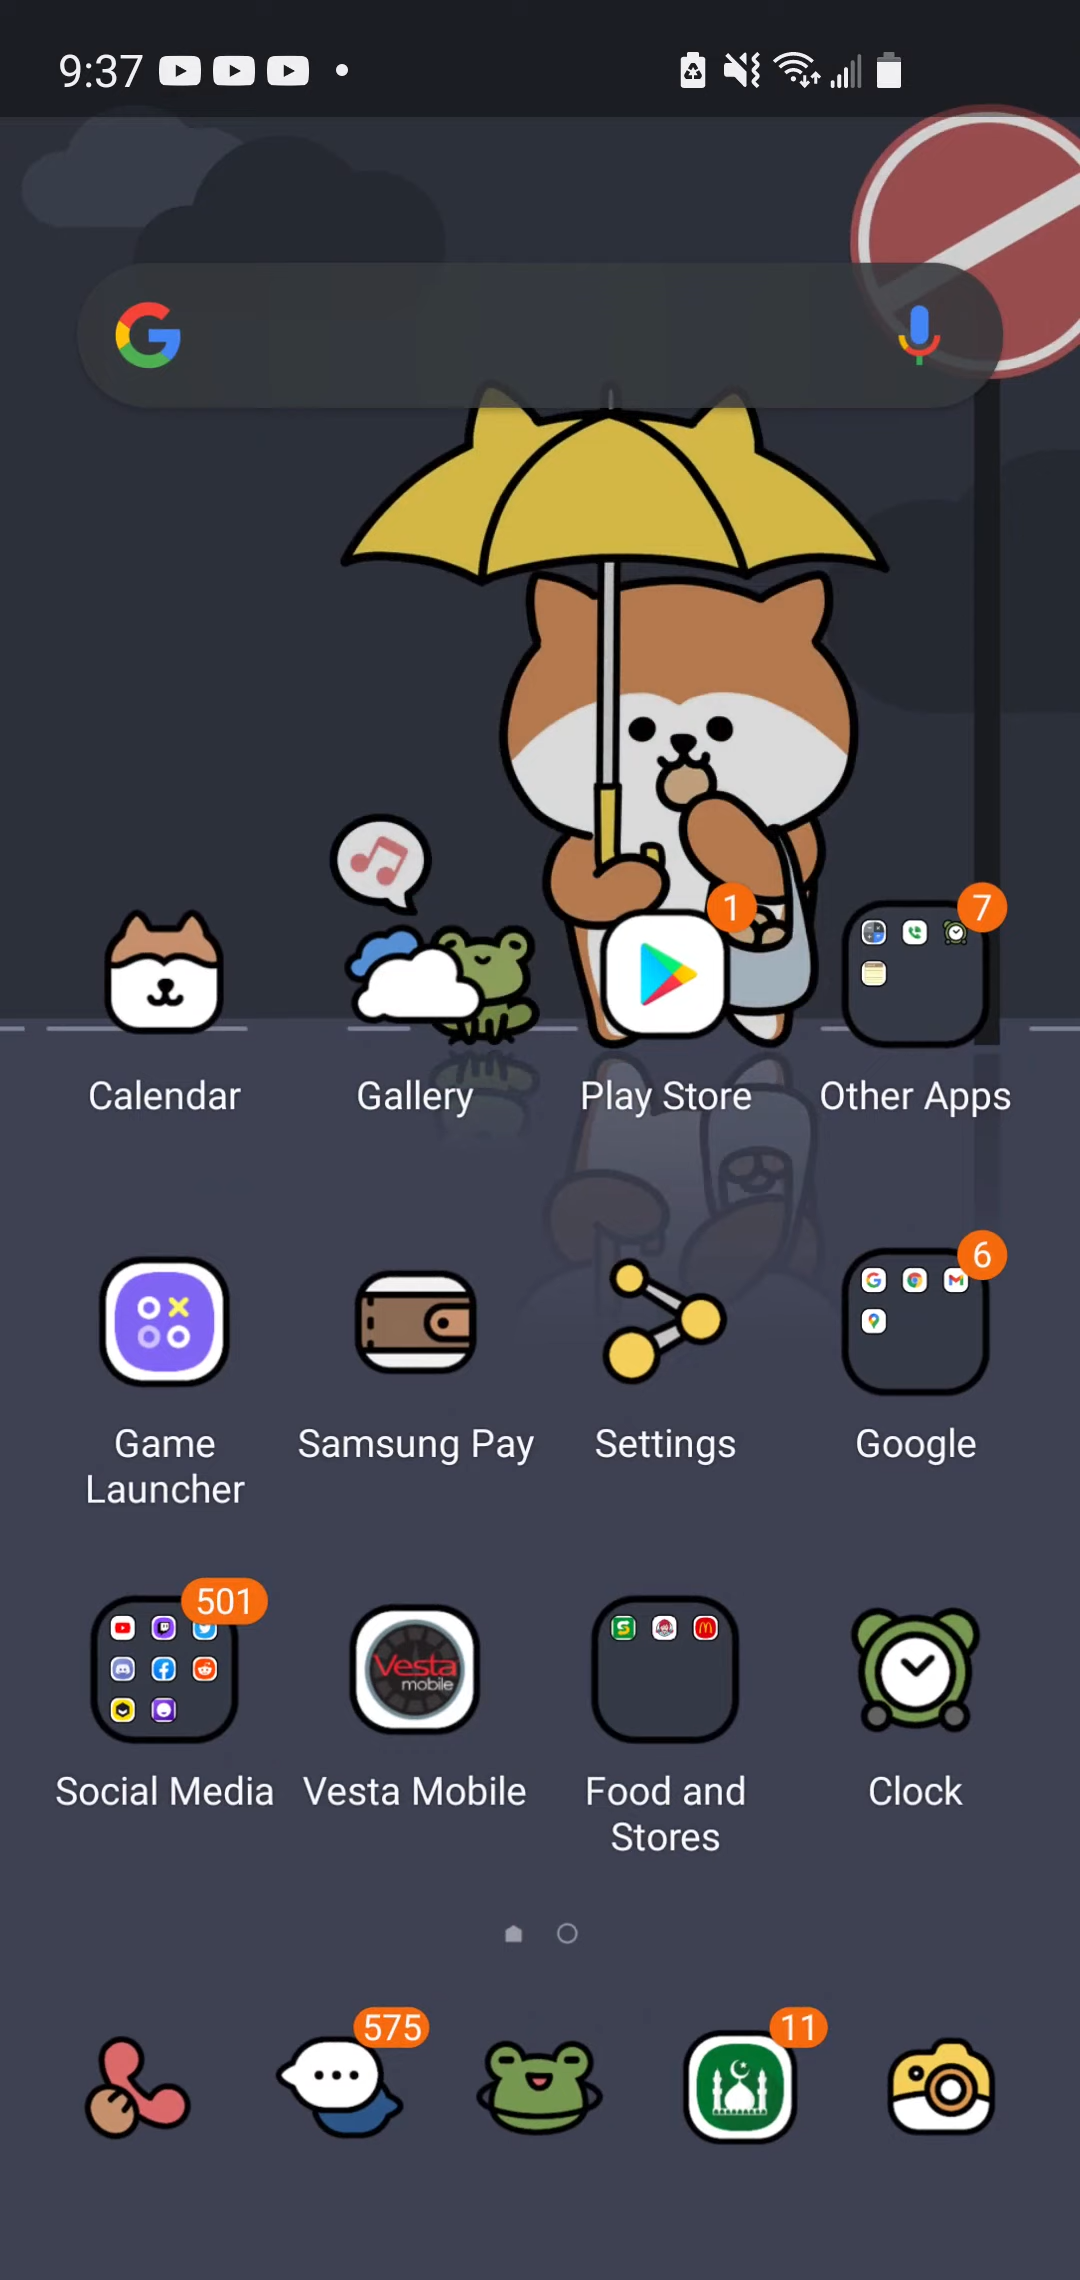 9:37
1
7
Calendar
Gallery
Play Store
Other Apps
6
Game
Launcher
Samsung Pay
Settings
Google
501
Vesta
mobile
Social Media
Vesta Mobile
Food and
Stores
Clock
575
11